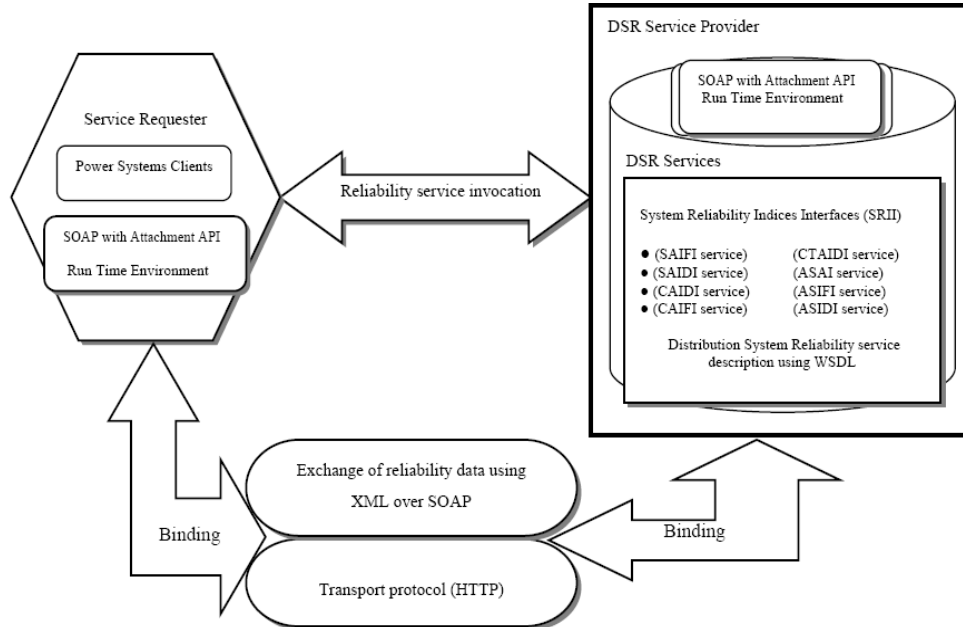 DSR Service Provider
SOAP with Attachment API
Run Time Environment
Service Requester
Power Systems Clients
SOAP with Attachment API
Run Time Environment
Reliability service invocation
DSR Services
System Reliability Indices Interfaces (SRII)
● (SAIFI service) (CTAIDI service)
● (SAIDI service) (ASAI service)
● (CAIDI service) (ASIFI service)
● (CAIFI service) (ASIDI service)
Distribution System Reliability service
description using WSDL
Exchange of reliability data using
XML over SOAP
Binding
Binding
Transport protocol (HTTP)